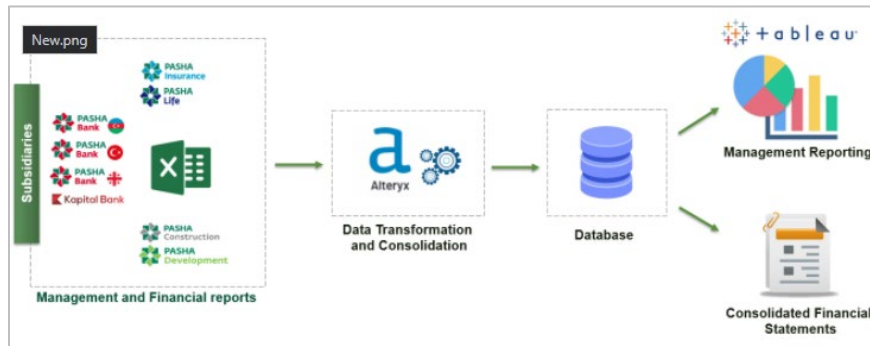 New.png
Subsidiaries
PASHA
Insurance
PASHA
Life
PASHA
Bank
PASHA
Bank
PASHA
Bank
Kapital Bank
X
PASHA
Construction
PASHA
Development
Management and Financial reports
a
Alteryx
Data Transformation
and Consolidation
Database
+ableau
Management Reporting
Consolidated Financial
Statements